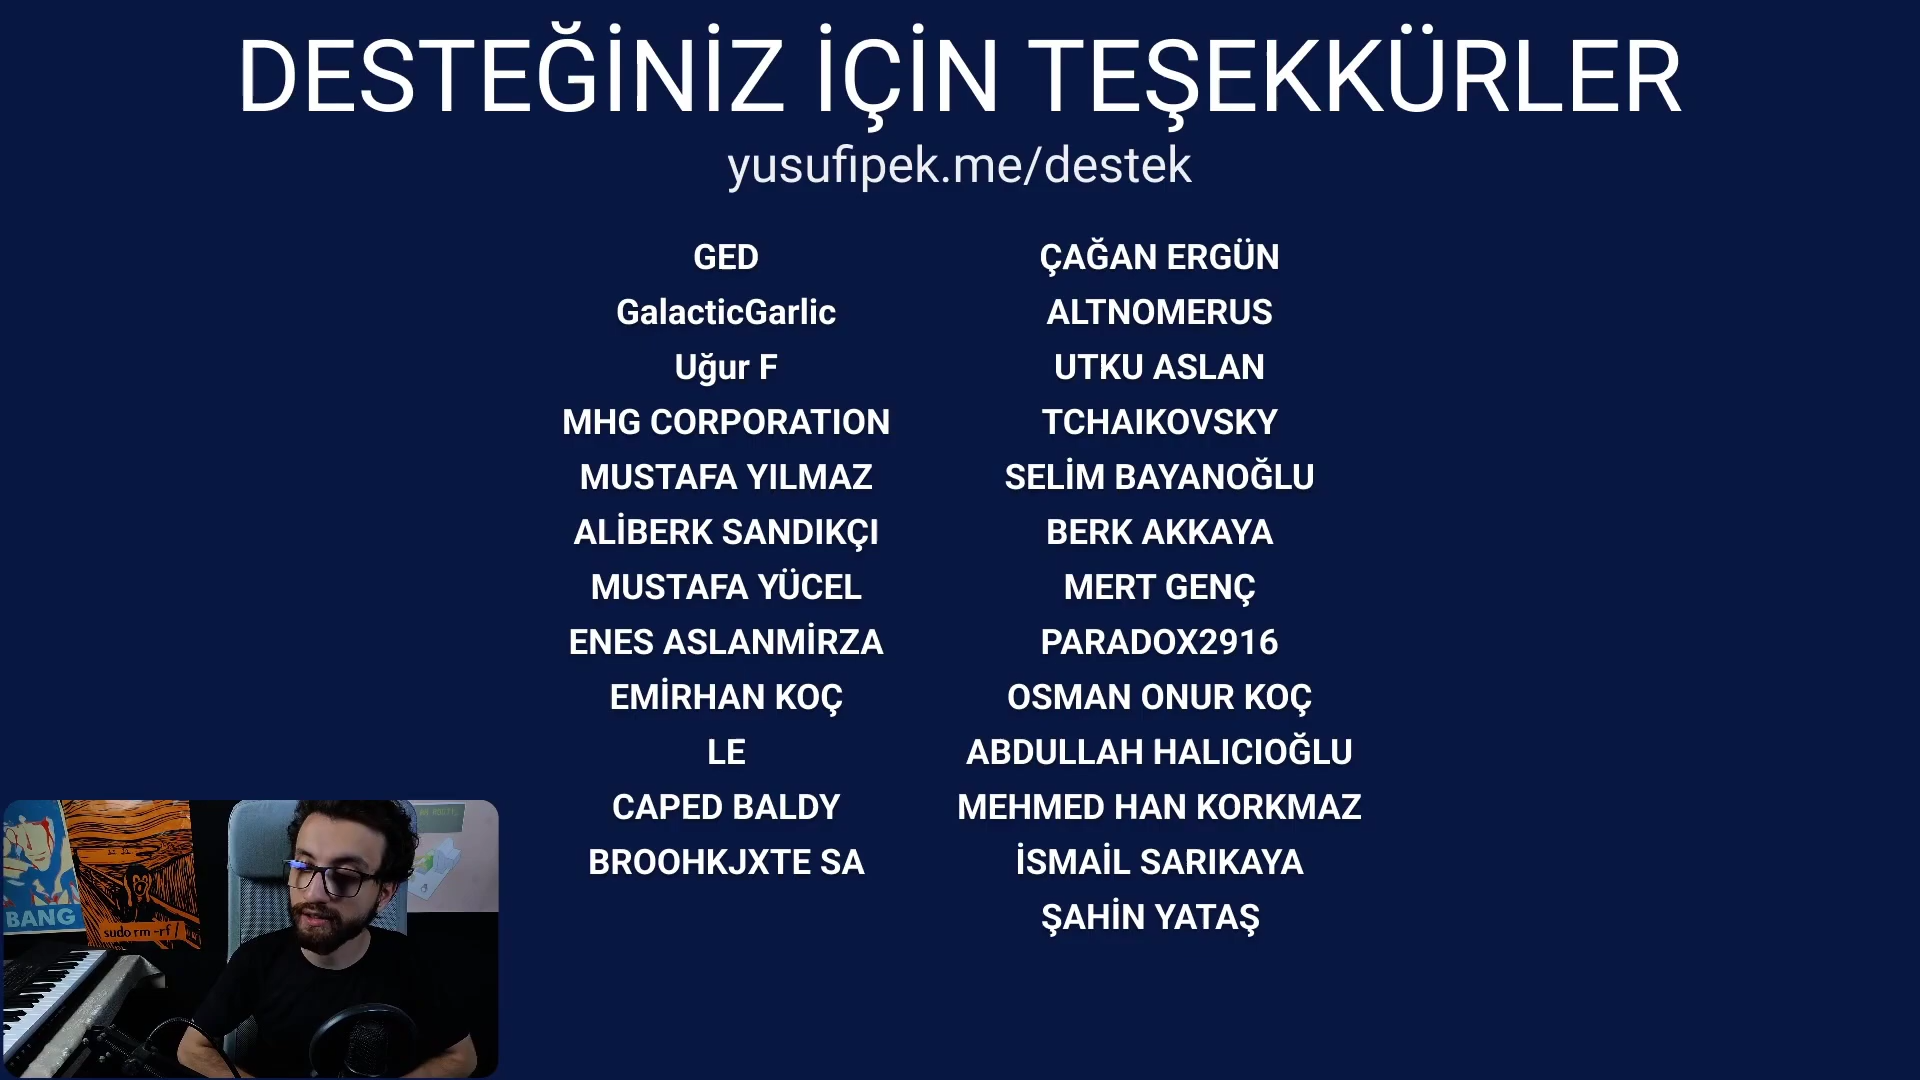 DESTEĞİNİZ İÇİN TEŞEKKÜRLER
yusufipek.me/destek
GED
GalacticGarlic
Uğur F
MHG CORPORATION
MUSTAFA YILMAZ
ALİBERK SANDIKÇI
MUSTAFA YÜCEL
ENES ASLANMİRZA
EMİRHAN KOÇ
LE
CAPED BALDY
BROOHKJXTE SA
ÇAĞAN ERGÜN
ALTNOMERUS
UTKU ASLAN
TCHAIKOVSKY
SELİM BAYANOĞLU
BERK AKKAYA
MERT GENÇ
PARADOX2916
OSMAN ONUR KOÇ
ABDULLAH HALICIOĞLU
MEHMED HAN KORKMAZ
İSMAİL SARIKAYA
ŞAHİN YATAŞ
BANG
sudo rm -rf /